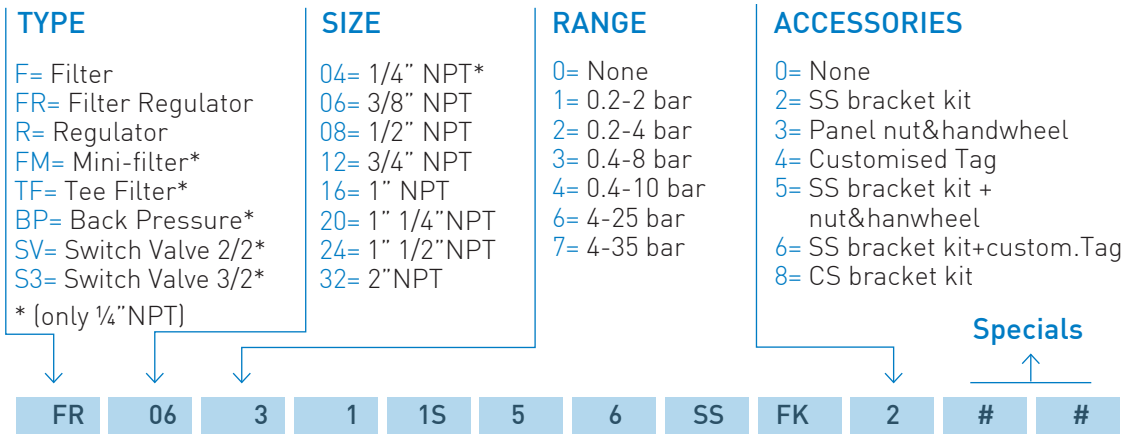 TYPE
F= Filter
FR= Filter Regulator
R= Regulator
FM= Mini-filter*
TF= Tee Filter*
BP= Back Pressure*
SV= Switch Valve 2/2*
S3= Switch Valve 3/2*
* (only ¼”NPT)
SIZE
04= 1/4” NPT*
06= 3/8” NPT
08= 1/2” NPT
12= 3/4” NPT
16= 1” NPT
20= 1” 1/4”NPT
24= 1” 1/2”NPT
32= 2”NPT
RANGE
0= None
1= 0.2-2 bar
2= 0.2-4 bar
3= 0.4-8 bar
4= 0.4-10 bar
6= 4-25 bar
7= 4-35 bar
ACCESSORIES
0= None
2= SS bracket kit
3= Panel nut&handwheel
4= Customised Tag
5= SS bracket kit +
nut&hanwheel
6= SS bracket kit+custom.Tag
8= CS bracket kit
Specials
FR 06 3 1 1S 5 6 SS FK 2 # #